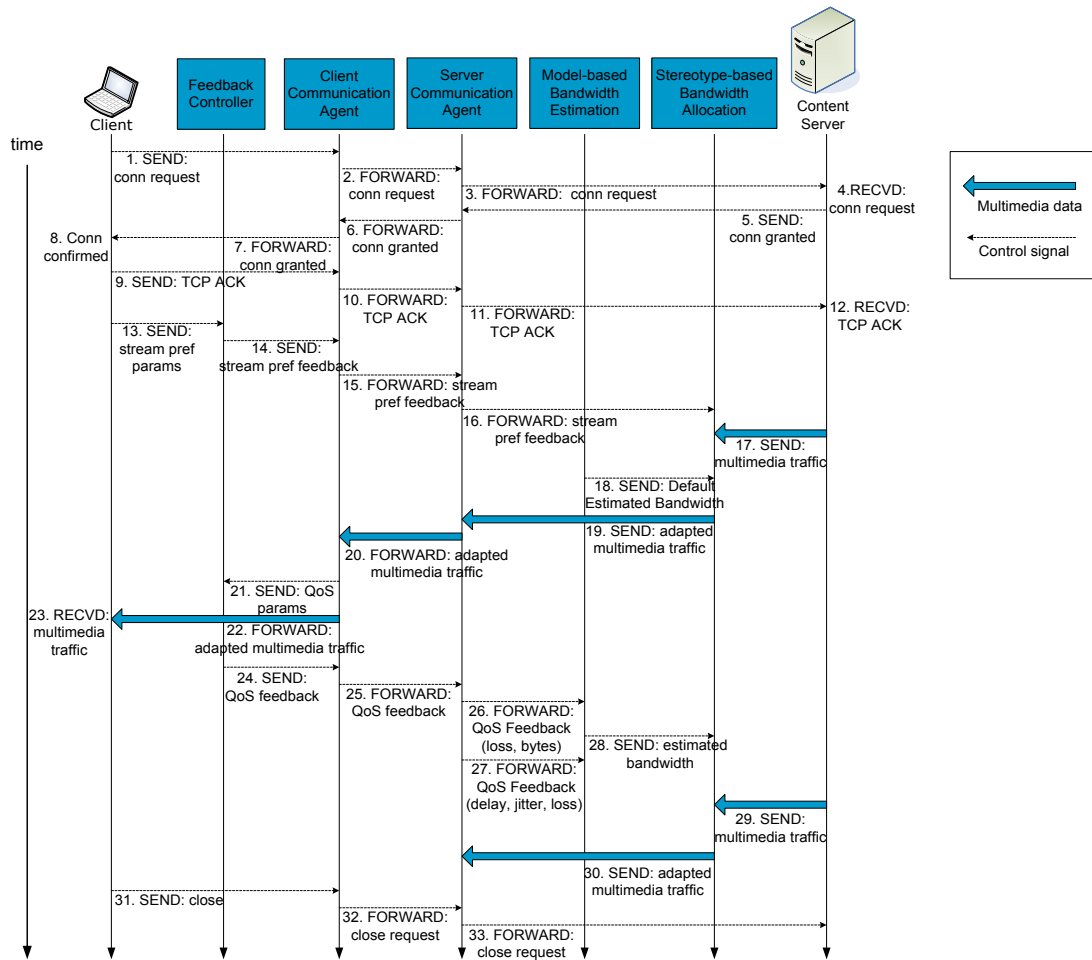 Feedback
Controller
Client
Communication
Agent
Server
Communication
Agent
Model-based
Bandwidth
Estimation
Stereotype-based
Bandwidth
Allocation
Content
Server
Client
time
Multimedia data
Control signal
1. SEND:
conn request
2. FORWARD:
conn request
3. FORWARD: conn request
4.RECVD:
conn request
5. SEND:
conn granted
6. FORWARD:
conn granted
7. FORWARD:
conn granted
8. Conn
confirmed
9. SEND: TCP ACK
10. FORWARD:
TCP ACK
11. FORWARD:
TCP ACK
12. RECVD:
TCP ACK
13. SEND:
stream pref
params
14. SEND:
stream pref feedback
15. FORWARD: stream
pref feedback
16. FORWARD: stream
pref feedback
17. SEND:
multimedia traffic
18. SEND: Default
Estimated Bandwidth
19. SEND: adapted
multimedia traffic
20. FORWARD: adapted
multimedia traffic
21. SEND: QoS
params
22. FORWARD:
adapted multimedia traffic
23. RECVD:
multimedia
traffic
24. SEND:
QoS feedback
25. FORWARD:
QoS feedback
26. FORWARD:
QoS Feedback
(loss, bytes)
27. FORWARD:
QoS Feedback
(delay, jitter, loss)
28. SEND: estimated
bandwidth
29. SEND:
multimedia traffic
30. SEND: adapted
multimedia traffic
31. SEND: close
32. FORWARD:
close request
33. FORWARD:
close request